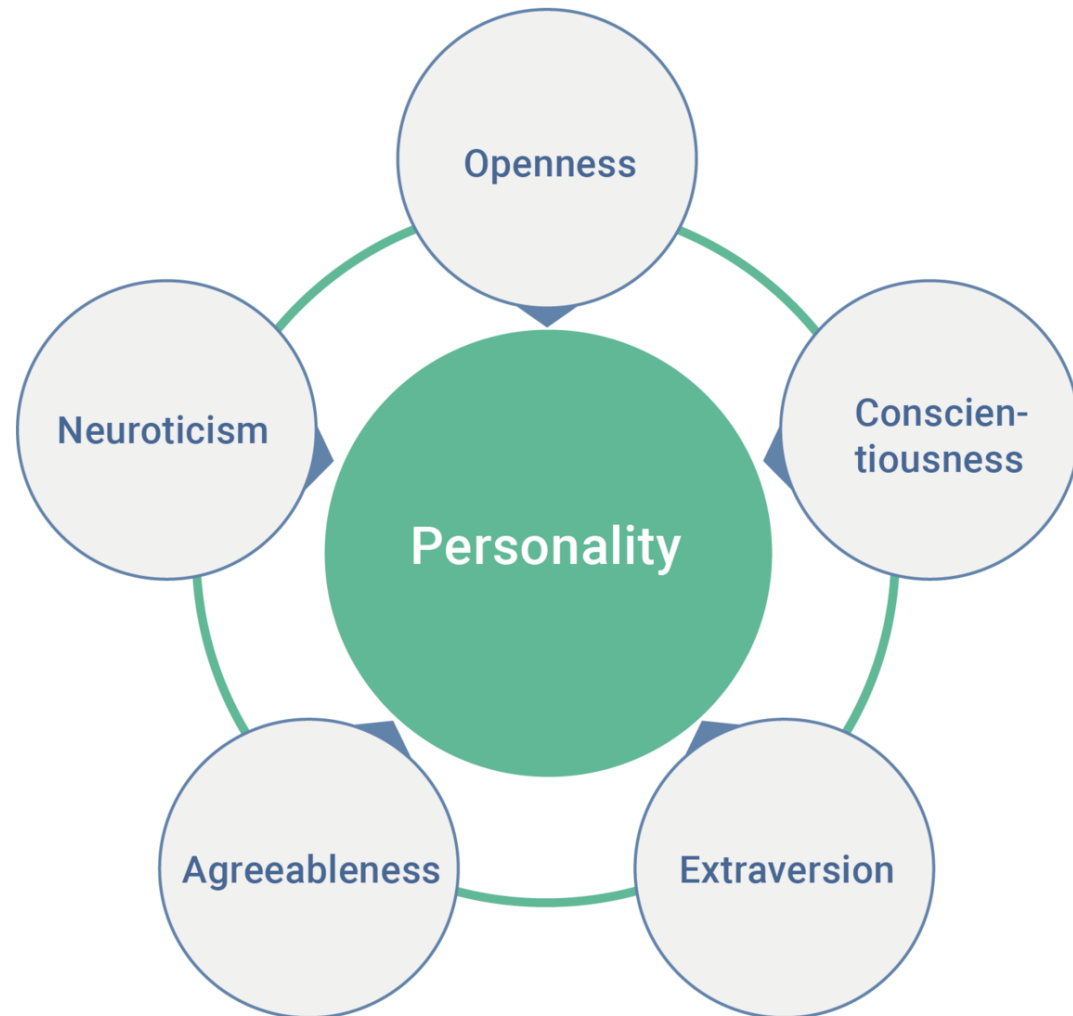 Openness
Conscien-
tiousness
Extraversion
Agreeableness
Neuroticism
Personality